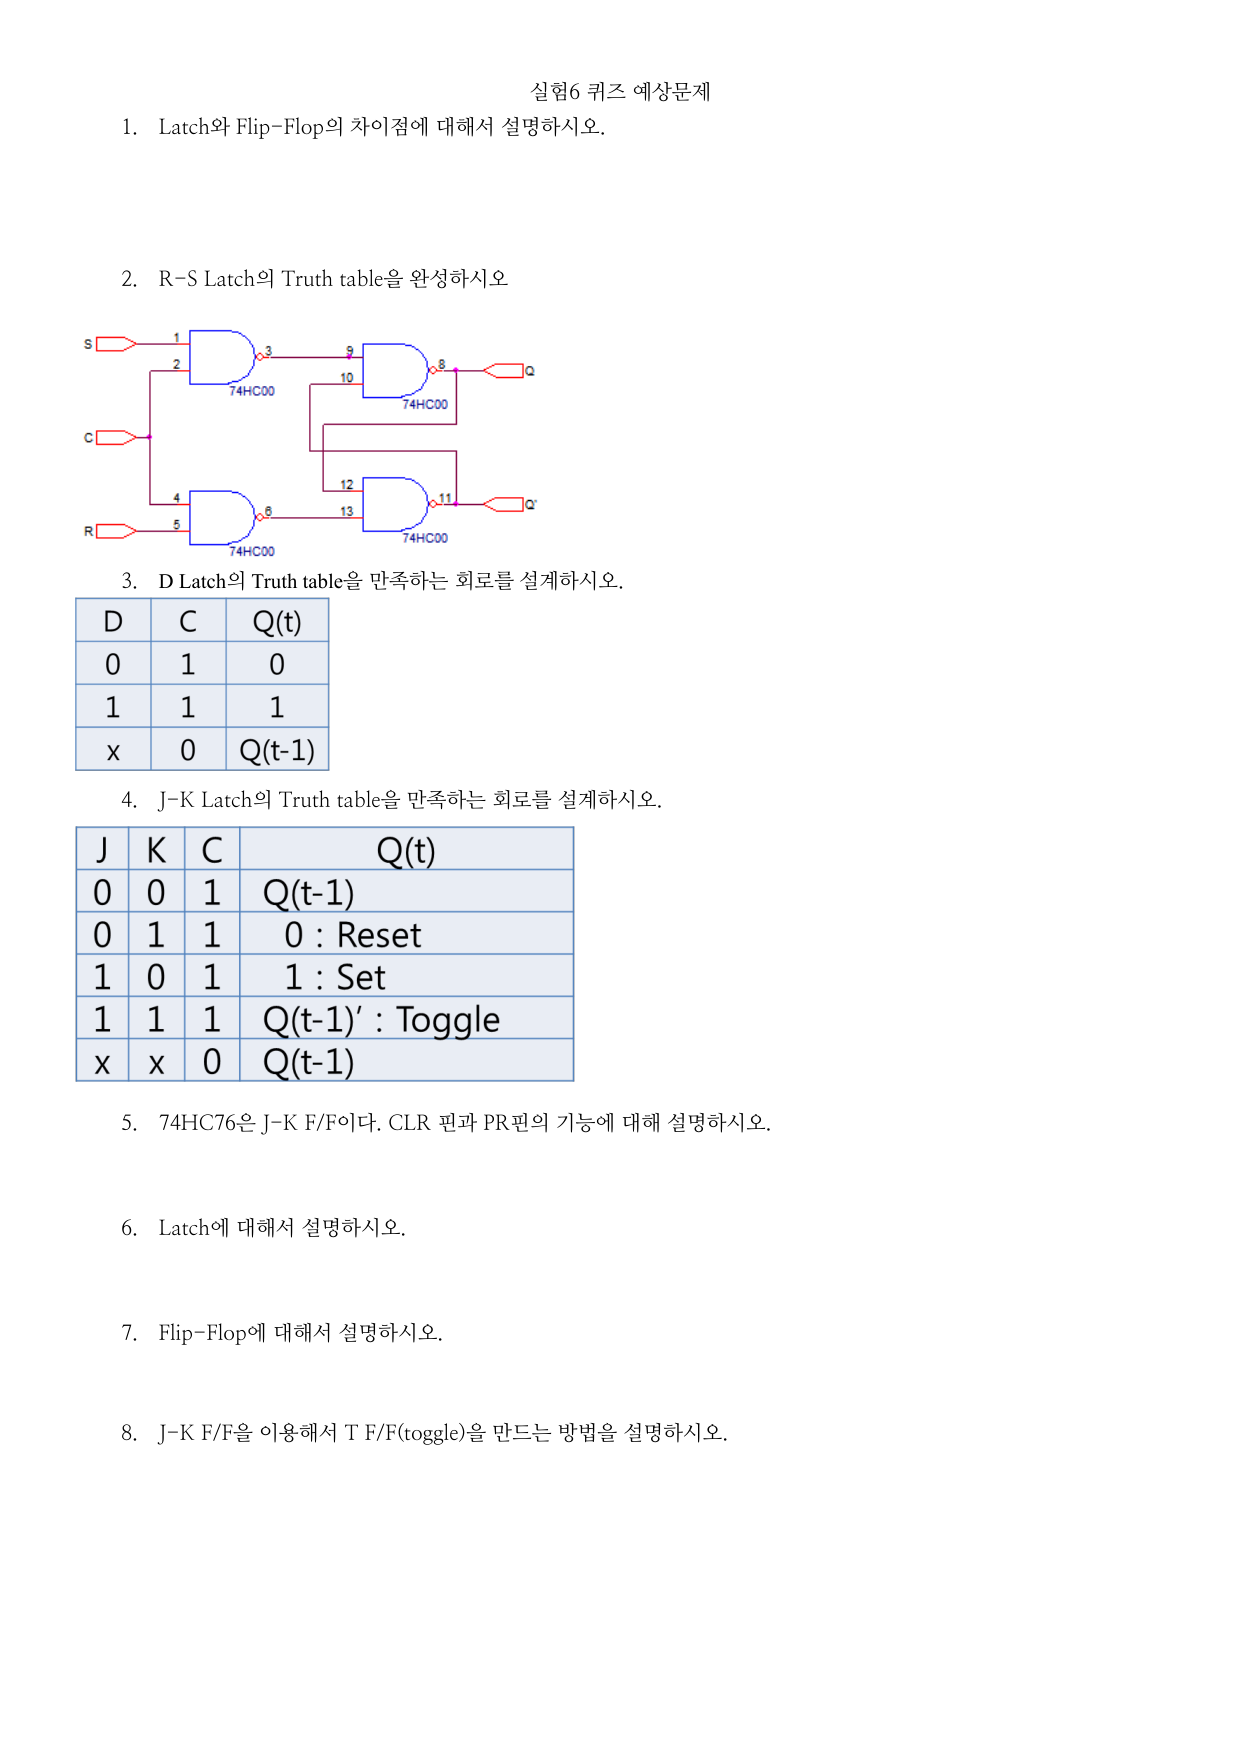 실험6 퀴즈 예상문제
1. Latch와 Flip-Flop의 차이점에 대해서 설명하시오.
2. R-S Latch의 Truth table을 완성하시오
S 1 3 9 8 Q
2 10
74HC00 74HC00
C
4 6 12 11 Q'
R 5 13
74HC00 74HC00
3. D Latch의 Truth table을 만족하는 회로를 설계하시오.
D C Q(t)
0 1 0
1 1 1
x 0 Q(t-1)
4. J-K Latch의 Truth table을 만족하는 회로를 설계하시오.
J K C Q(t)
0 0 1 Q(t-1)
0 1 1 0 : Reset
1 0 1 1 : Set
1 1 1 Q(t-1)′ : Toggle
x x 0 Q(t-1)
5. 74HC76은 J-K F/F이다. CLR 핀과 PR핀의 기능에 대해 설명하시오.
6. Latch에 대해서 설명하시오.
7. Flip-Flop에 대해서 설명하시오.
8. J-K F/F을 이용해서 T F/F(toggle)을 만드는 방법을 설명하시오.